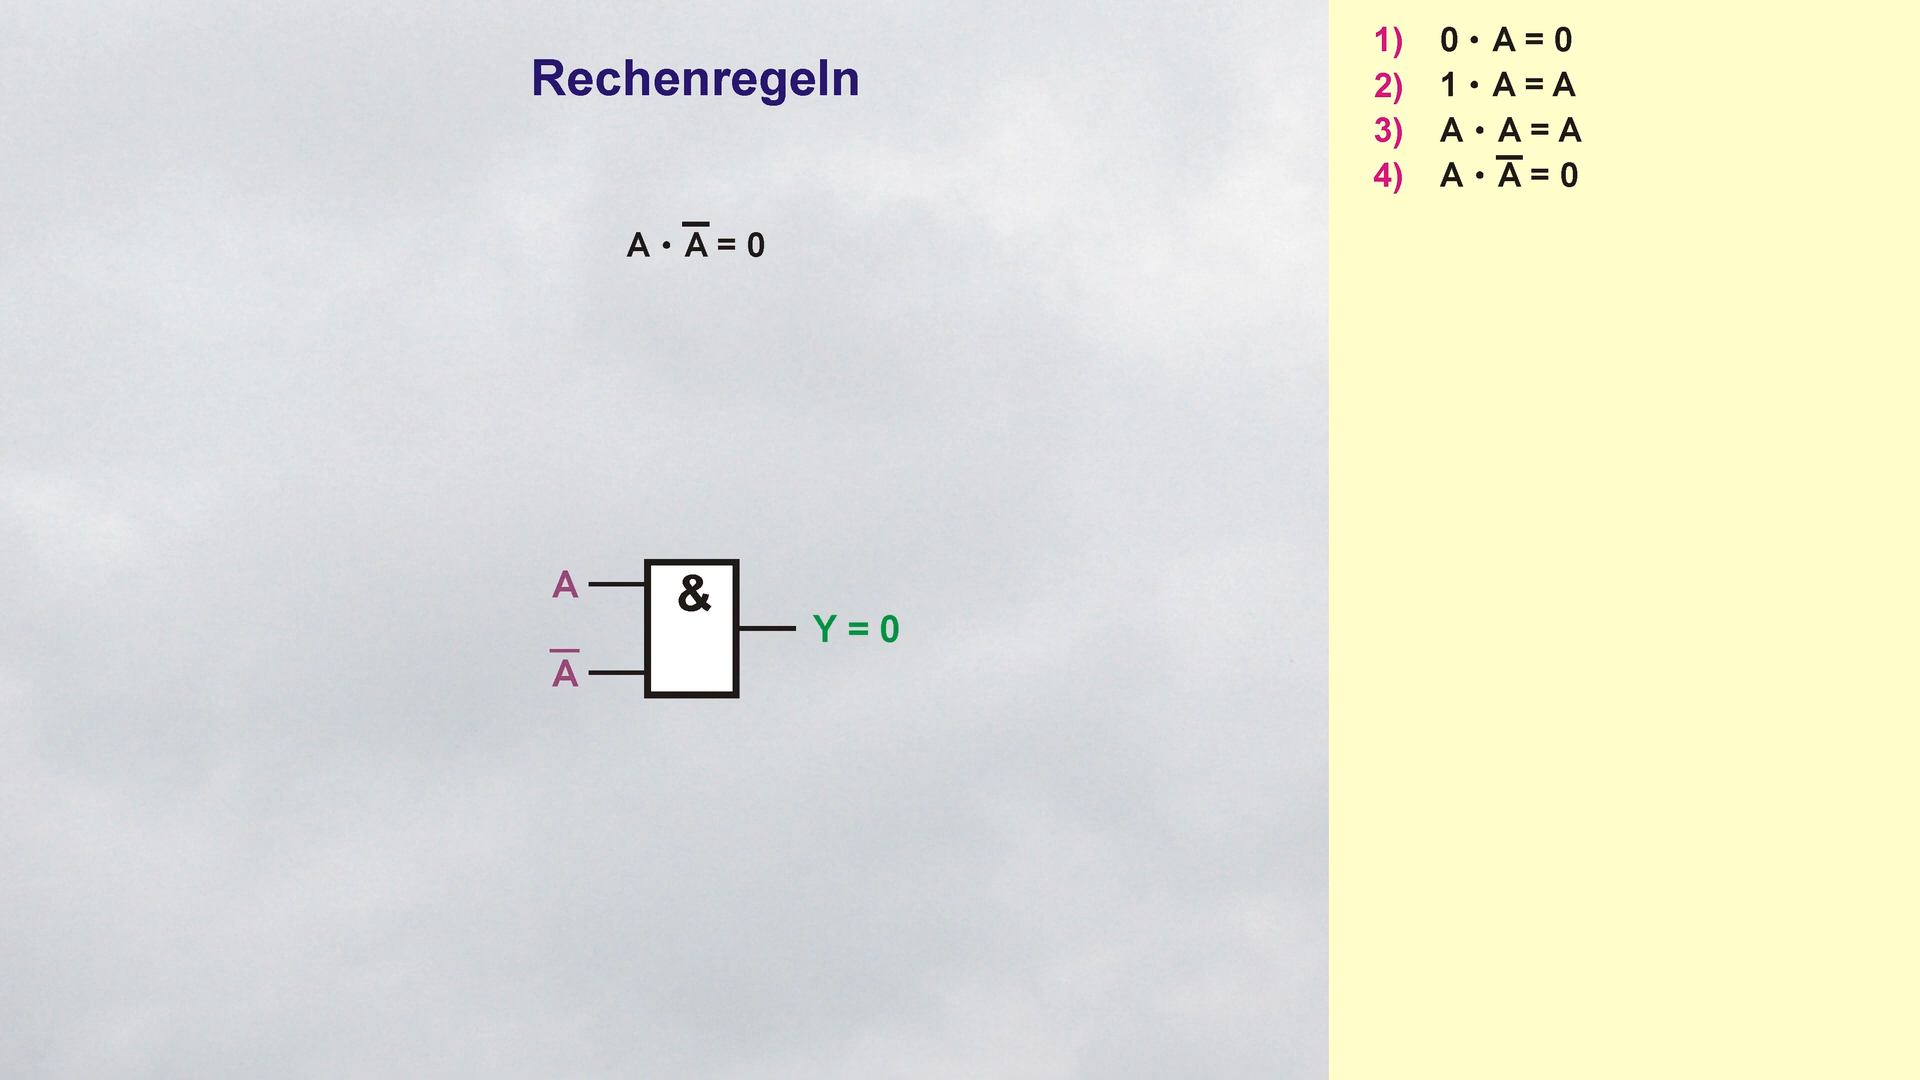 Rechenregeln
A · A̅ = 0
A
&
A̅
Y = 0
1) 0 · A = 0
2) 1 · A = A
3) A · A = A
4) A · A̅ = 0